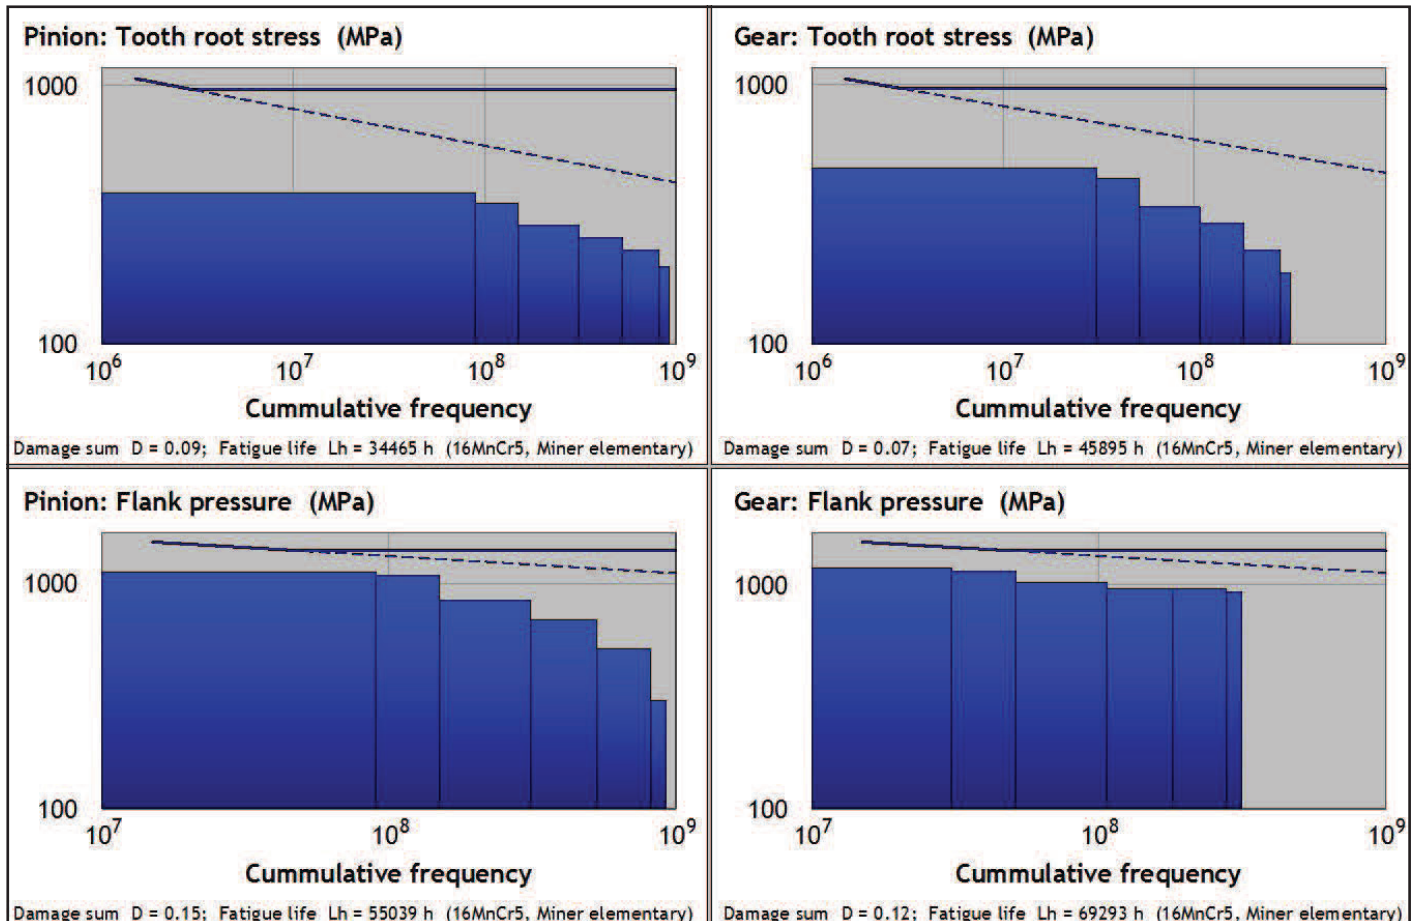 Pinion: Tooth root stress (MPa)
1000
100
10^6 10^7 10^8 10^9
Cummulative frequency
Damage sum D = 0.09; Fatigue life Lh = 34465 h (16MnCr5, Miner elementary)
Gear: Tooth root stress (MPa)
1000
100
10^6 10^7 10^8 10^9
Cummulative frequency
Damage sum D = 0.07; Fatigue life Lh = 45895 h (16MnCr5, Miner elementary)
Pinion: Flank pressure (MPa)
1000
100
10^7 10^8 10^9
Cummulative frequency
Damage sum D = 0.15; Fatigue life Lh = 55039 h (16MnCr5, Miner elementary)
Gear: Flank pressure (MPa)
1000
100
10^7 10^8 10^9
Cummulative frequency
Damage sum D = 0.12; Fatigue life Lh = 69293 h (16MnCr5, Miner elementary)